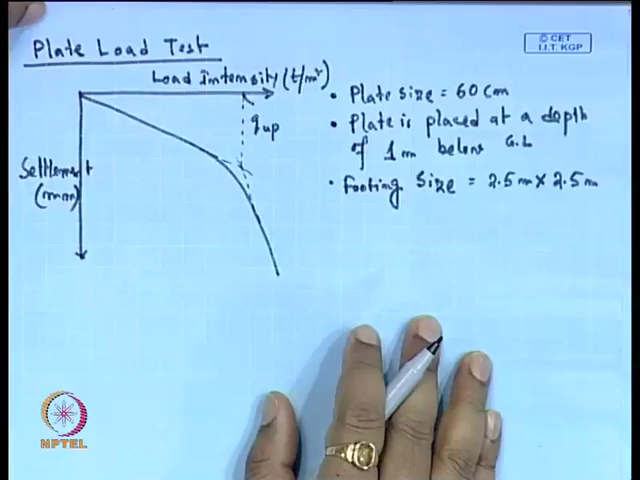 Plate Load Test
© CET
I.I.T. KGP
Load Intensity (t/m²)
qup
Settlement
(mm)
• Plate size = 60 cm
• Plate is placed at a depth
of 1m below G.L
• Footing size = 2.5 m x 2.5 m
NPTEL